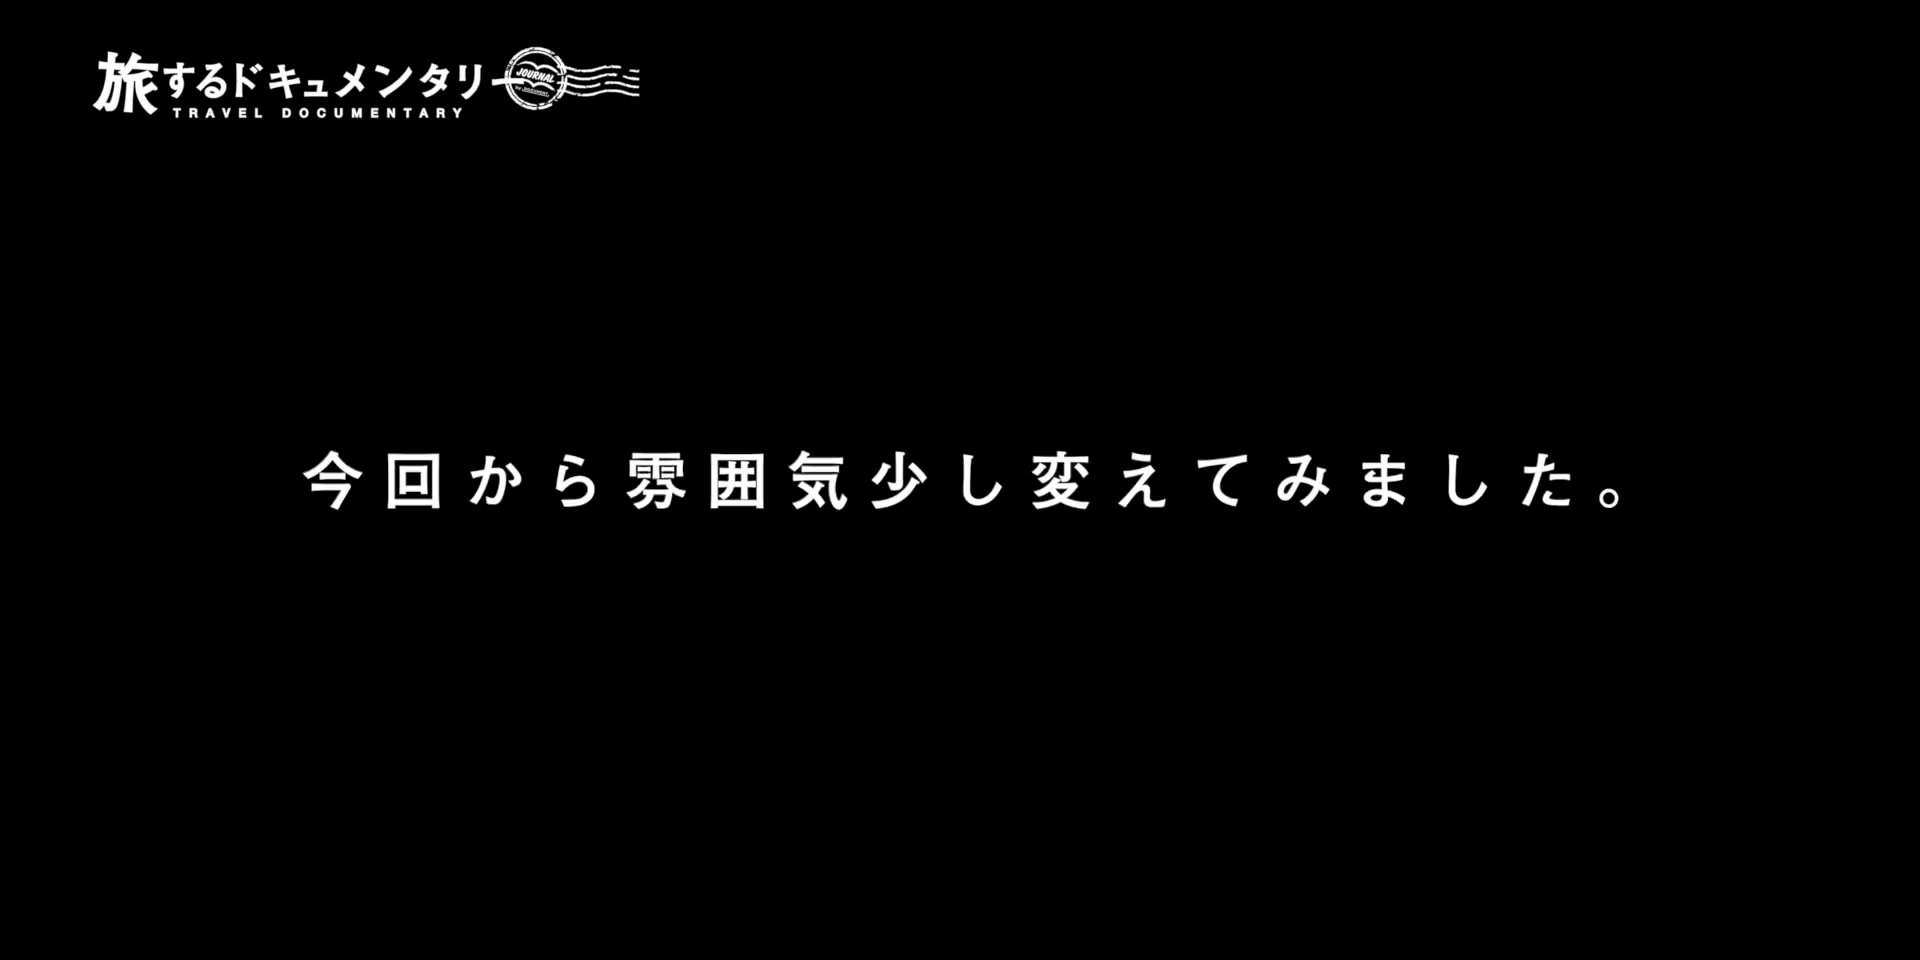 旅するドキュメンタリー
JOURNAL
TRAVEL DOCUMENTARY
今回から雰囲気少し変えてみました。